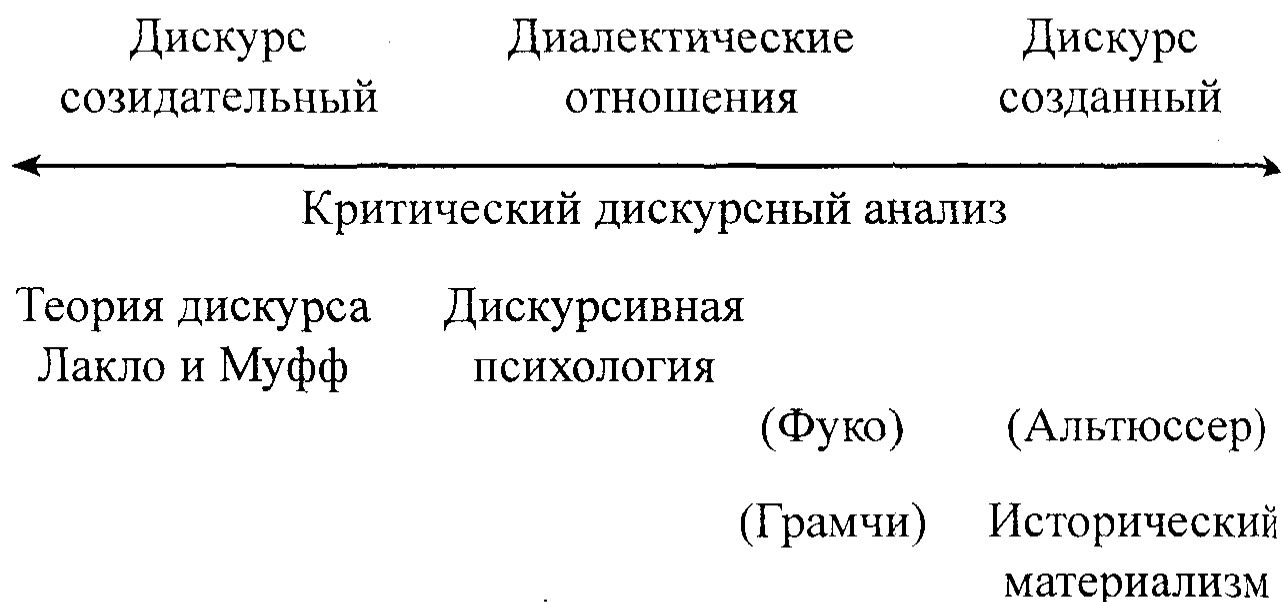 Дискурс Диалектические Дискурс
созидательный отношения созданный
Критический дискурсный анализ
Теория дискурса Дискурсивная
Лакло и Муфф психология
(Фуко) (Альтюссер)
(Грамчи) Исторический
материализм